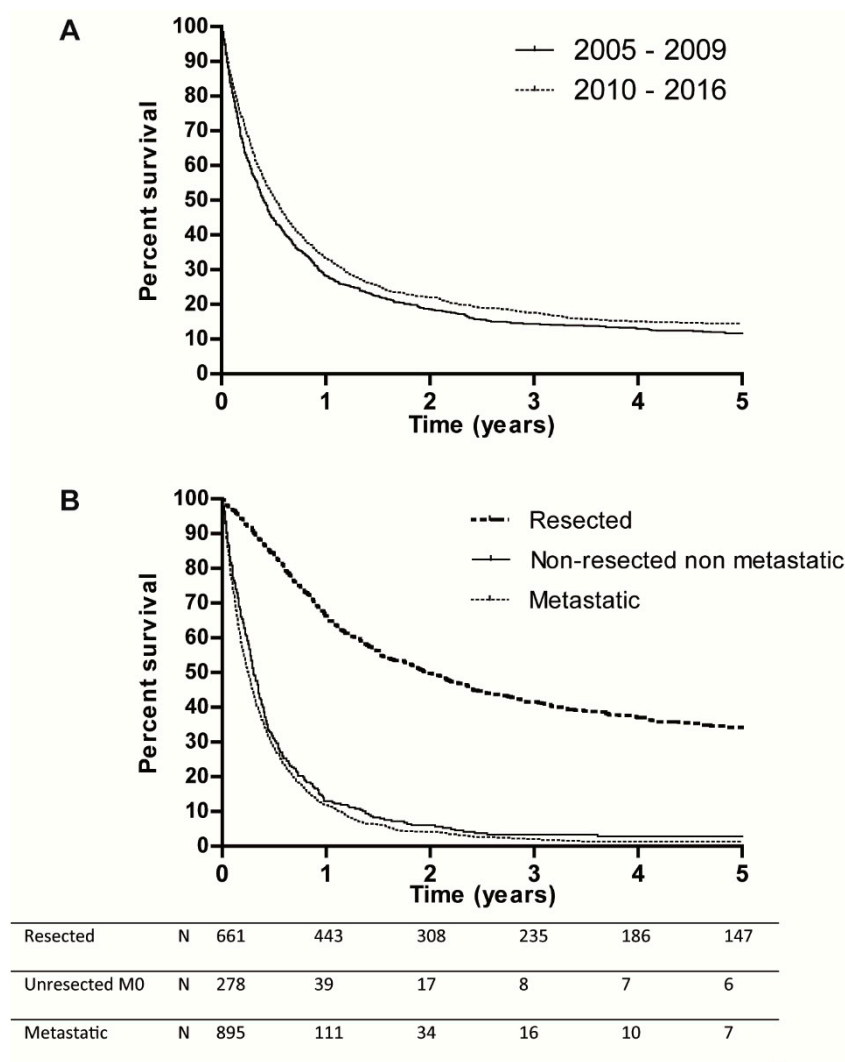 A
100
90
80
70
60
50
40
30
20
10
0
Percent survival
2005 - 2009
2010 - 2016
0 1 2 3 4 5
Time (years)
B
100
90
80
70
60
50
40
30
20
10
0
Percent survival
Resected
Non-resected non metastatic
Metastatic
0 1 2 3 4 5
Time (years)
Resected N 661 443 308 235 186 147
Unresected M0 N 278 39 17 8 7 6
Metastatic N 895 111 34 16 10 7